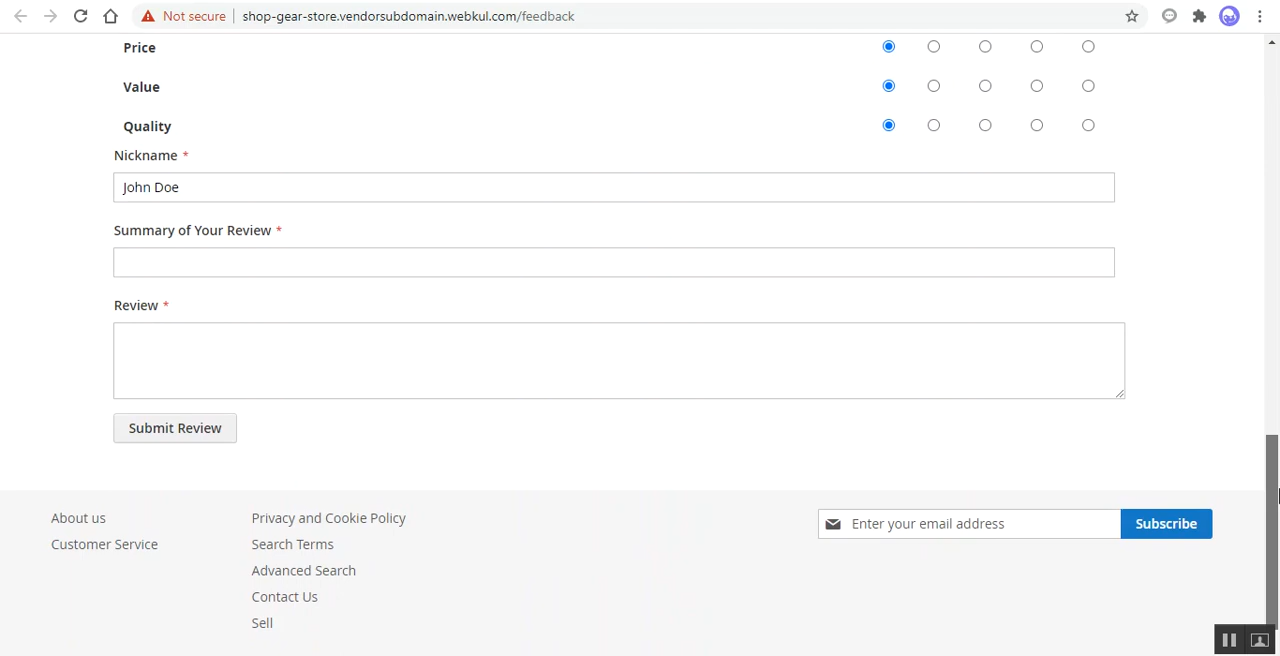 Not secure shop-gear-store.vendorsubdomain.webkul.com/feedback
Price
Value
Quality
Nickname *
John Doe
Summary of Your Review *
Review *
Submit Review
About us
Customer Service
Privacy and Cookie Policy
Search Terms
Advanced Search
Contact Us
Sell
Enter your email address
Subscribe